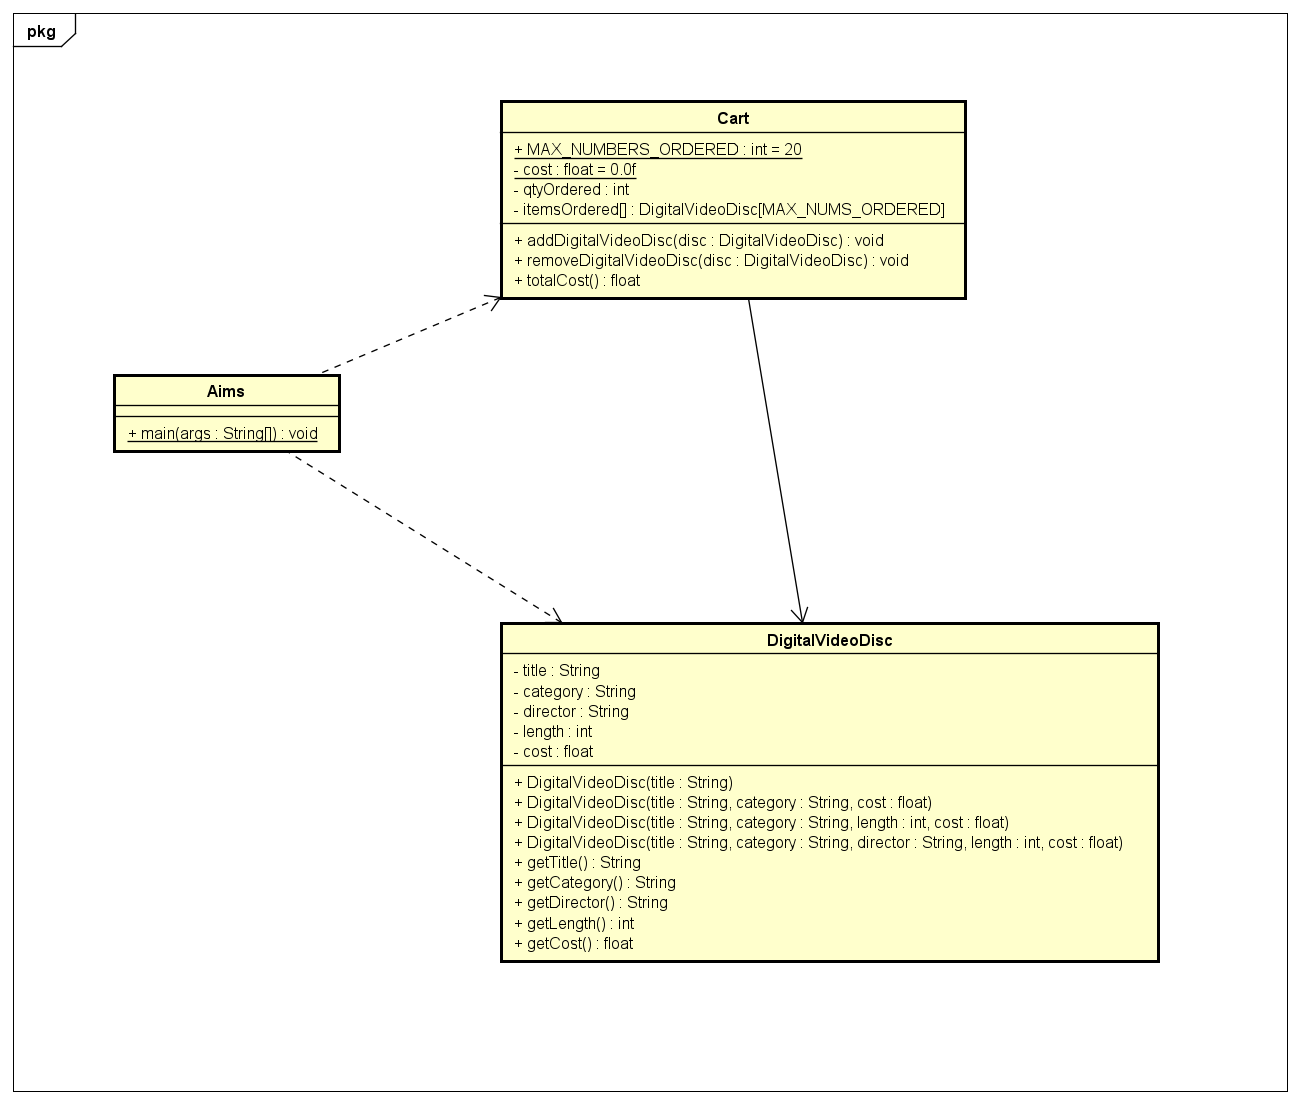 pkg
Cart
+ MAX_NUMBERS_ORDERED : int = 20
- cost : float = 0.0f
- qtyOrdered : int
- itemsOrdered[] : DigitalVideoDisc[MAX_NUMS_ORDERED]
+ addDigitalVideoDisc(disc : DigitalVideoDisc) : void
+ removeDigitalVideoDisc(disc : DigitalVideoDisc) : void
+ totalCost() : float
Aims
+ main(args : String[]) : void
DigitalVideoDisc
- title : String
- category : String
- director : String
- length : int
- cost : float
+ DigitalVideoDisc(title : String)
+ DigitalVideoDisc(title : String, category : String, cost : float)
+ DigitalVideoDisc(title : String, category : String, length : int, cost : float)
+ DigitalVideoDisc(title : String, category : String, director : String, length : int, cost : float)
+ getTitle() : String
+ getCategory() : String
+ getDirector() : String
+ getLength() : int
+ getCost() : float